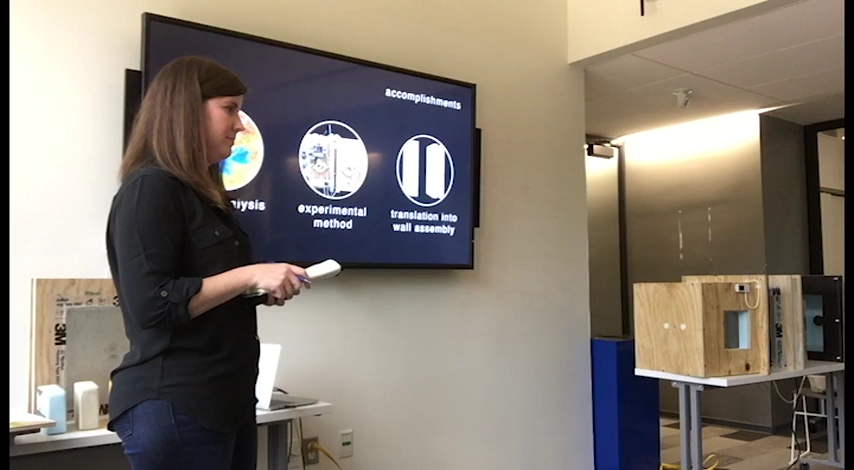 accomplishments
experimental
method
translation into
wall assembly
3M